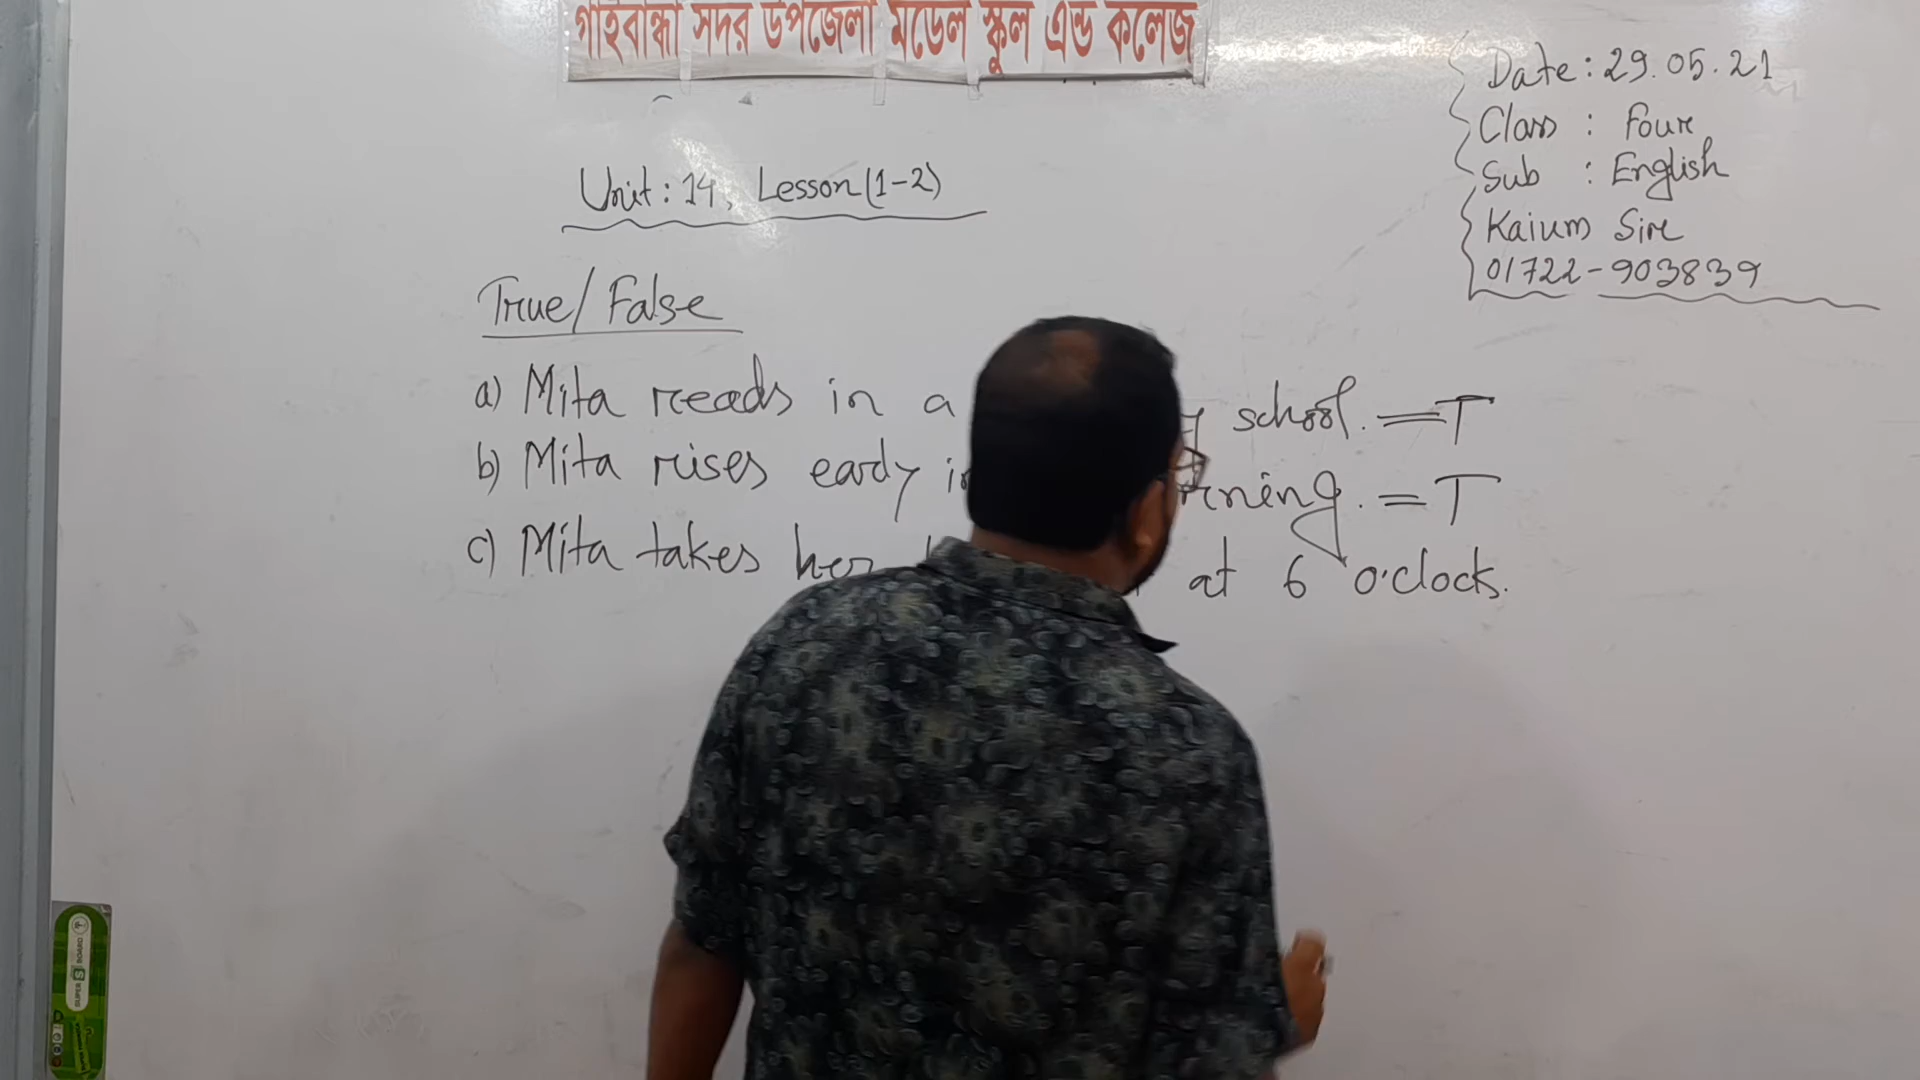 গাইবান্ধা সদর উপজেলা মডেল স্কুল এন্ড কলেজ
Date: 29.05.21
Class : Four
Sub : English
Kaium Sir
01722-903839
Unit: 14, Lesson (1-2)
True/False
a) Mita reads in a school. = T
b) Mita rises early = T
c) Mita takes her at 6 o'clock.
SUPER S BOARD